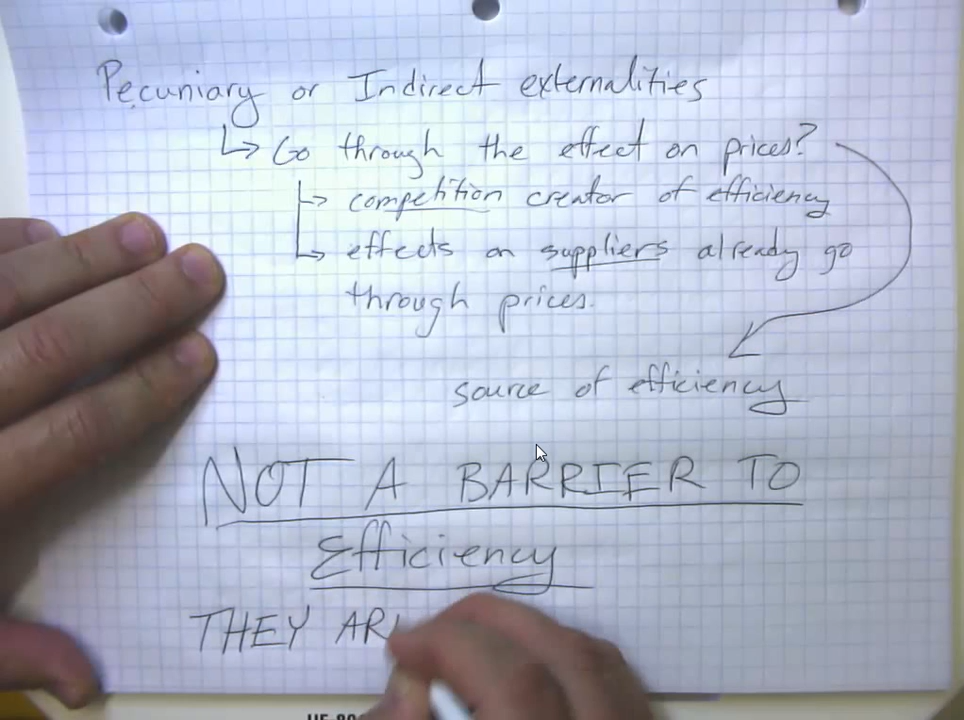 Pecuniary or Indirect externalities
↳ Go through the effect on prices?
↳ competition creator of efficiency
↳ effects on suppliers already go
through prices.
source of efficiency
NOT A BARRIER TO
Efficiency
THEY